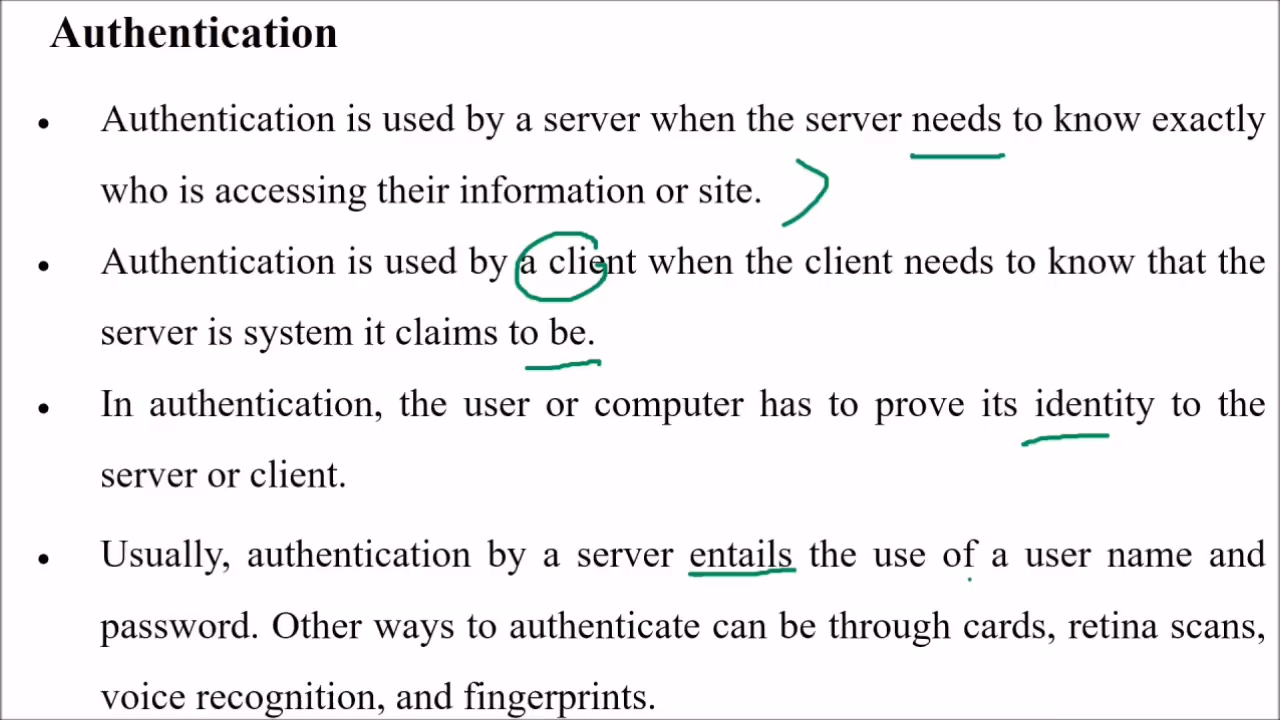 Authentication
• Authentication is used by a server when the server needs to know exactly
who is accessing their information or site.
• Authentication is used by a client when the client needs to know that the
server is system it claims to be.
• In authentication, the user or computer has to prove its identity to the
server or client.
• Usually, authentication by a server entails the use of a user name and
password. Other ways to authenticate can be through cards, retina scans,
voice recognition, and fingerprints.